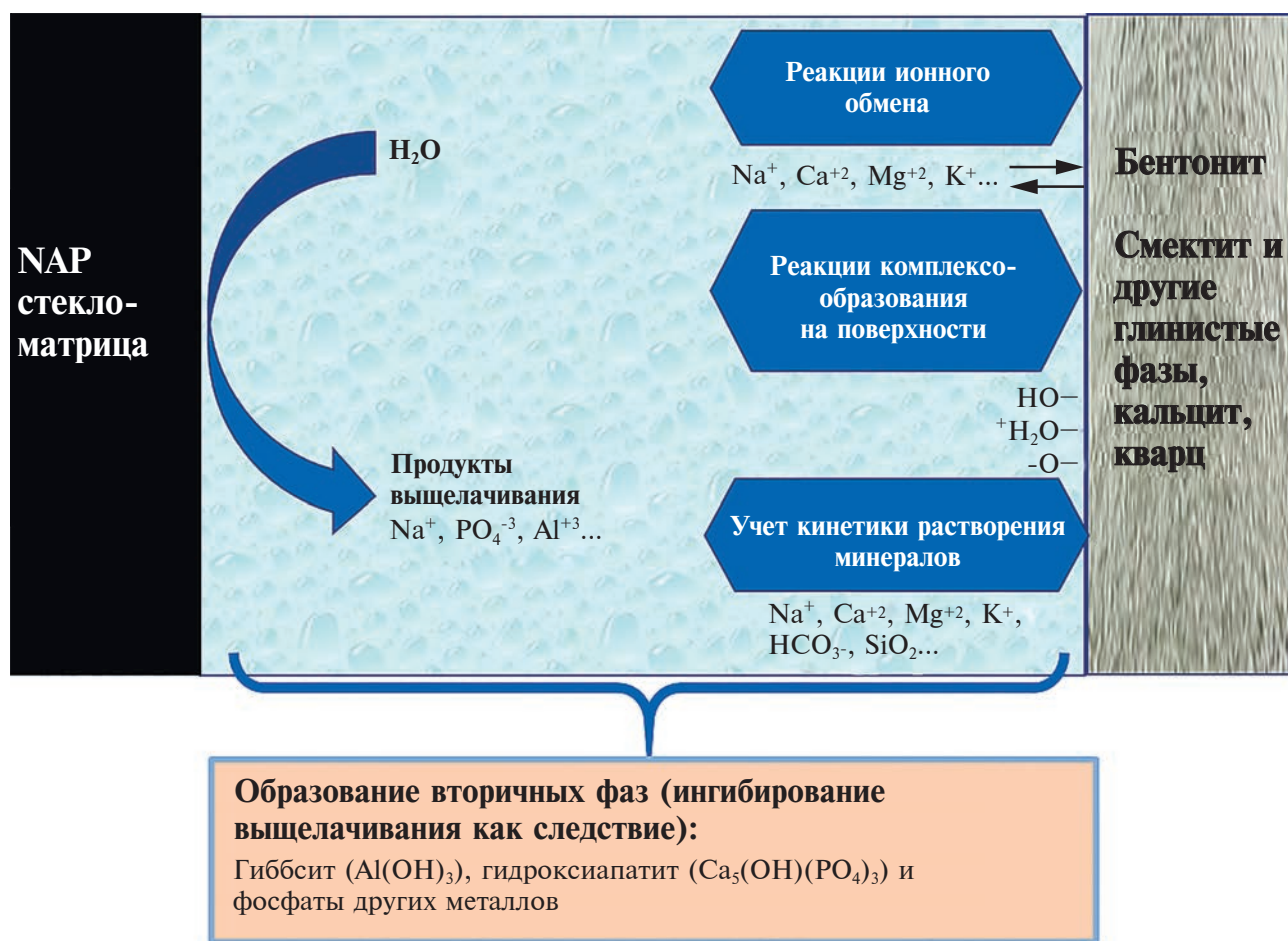 NAP
стекло-
матрица
H₂O
Продукты
выщелачивания
Na⁺, PO₄⁻³, Al⁺³...
Реакции ионного
обмена
Na⁺, Ca⁺², Mg⁺², K⁺...
Реакции комплексо-
образования
на поверхности
HO—
⁺H₂O—
-O—
Учет кинетики растворения
минералов
Na⁺, Ca⁺², Mg⁺², K⁺,
HCO₃₋, SiO₂...
Бентонит
Смектит и
другие
глинистые
фазы,
кальцит,
кварц
Образование вторичных фаз (ингибирование
выщелачивания как следствие):
Гиббсит (Al(OH)₃), гидроксиапатит (Ca₅(OH)(PO₄)₃) и
фосфаты других металлов